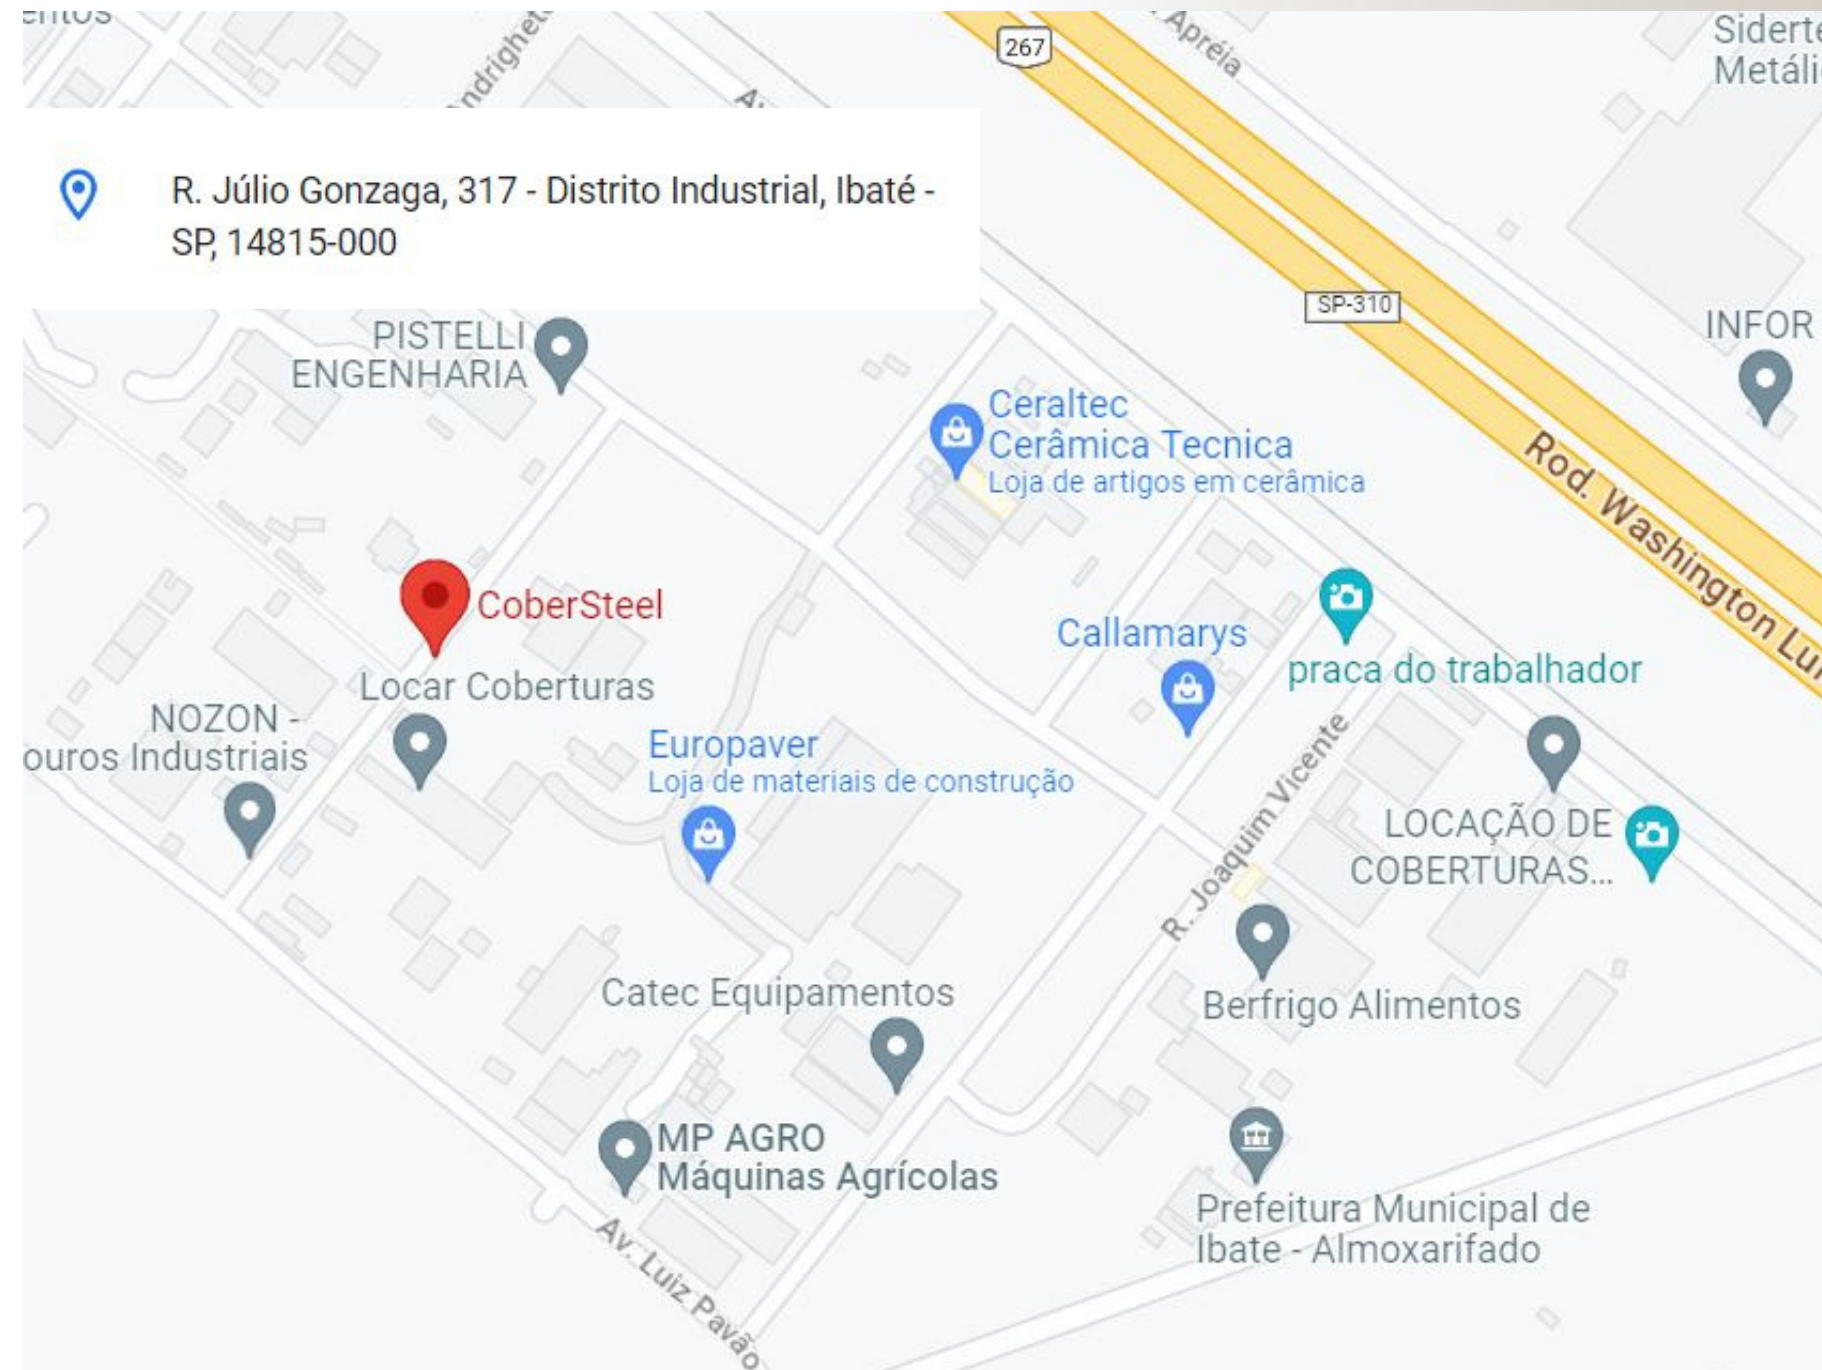 267
Apréia
SP-310
R. Júlio Gonzaga, 317 - Distrito Industrial, Ibaté -
SP, 14815-000
PISTELLI
ENGENHARIA
INFOR
Ceraltec
Cerâmica Tecnica
Loja de artigos em cerâmica
Rod. Washington
CoberSteel
Callamarys
praca do trabalhador
Locar Coberturas
NOZON -
Industriais
Europaver
Loja de materiais de construção
R. Joaquim Vicente
LOCAÇÃO DE
COBERTURAS...
Catec Equipamentos
Berfrigo Alimentos
MP AGRO
Máquinas Agrícolas
Prefeitura Municipal de
Ibate - Almoxarifado
Av. Luiz Pavão